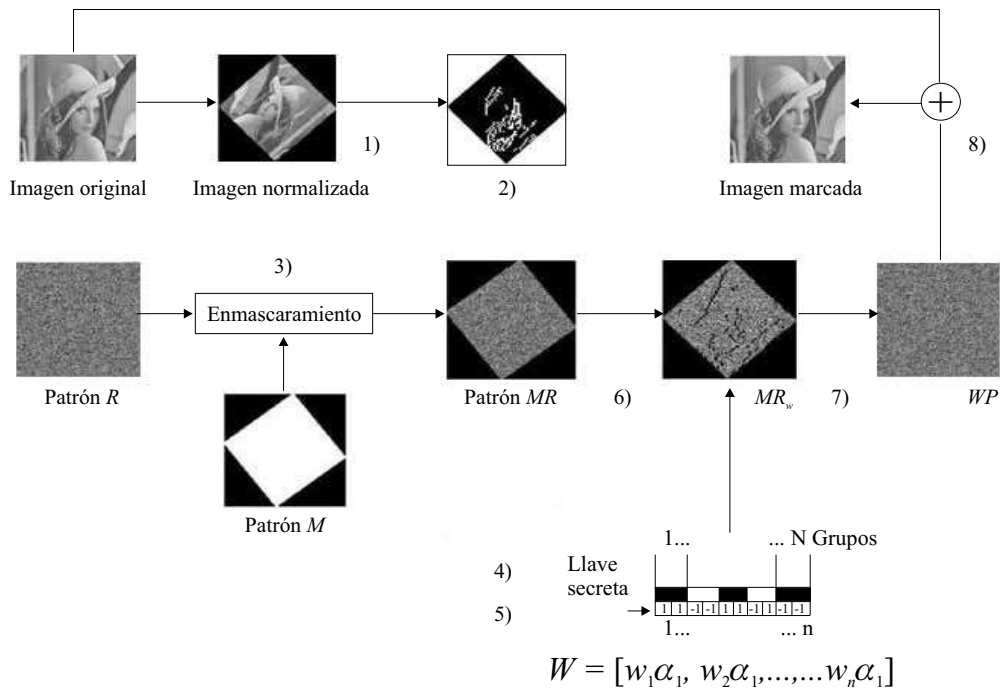 1)
8)
Imagen original
Imagen normalizada
2)
Imagen marcada
3)
Enmascaramiento
Patrón R
Patrón MR
6)
MRw
7)
WP
Patrón M
1... ... N Grupos
4)
Llave
secreta
5)
1 1 -1 -1 1 1 -1 1 -1 -1
1... ... n
W = [w1α1, w2α1,...,...wnα1]